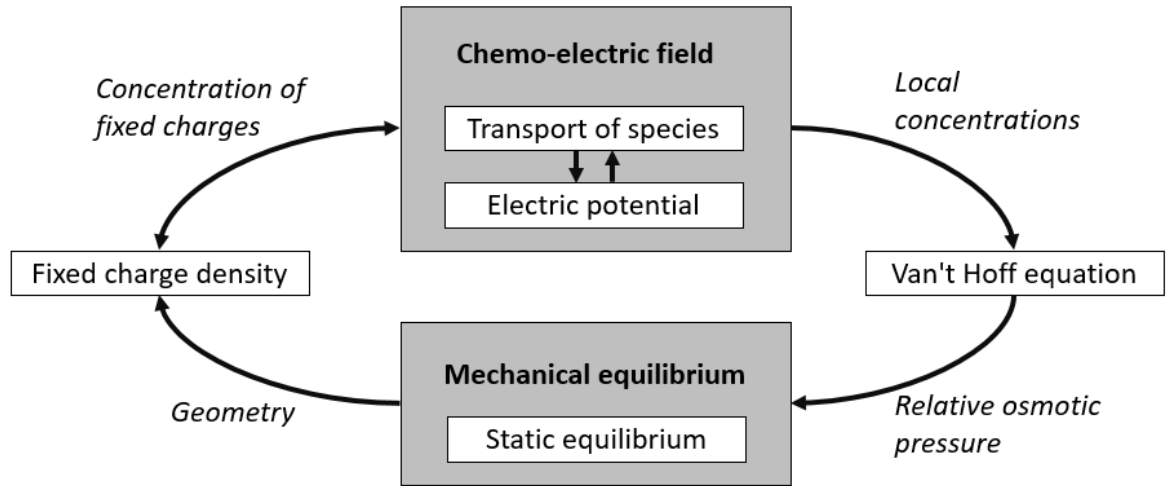 Chemo-electric field
Concentration of
fixed charges
Local
concentrations
Transport of species
Electric potential
Fixed charge density
Van't Hoff equation
Mechanical equilibrium
Geometry
Relative osmotic
pressure
Static equilibrium